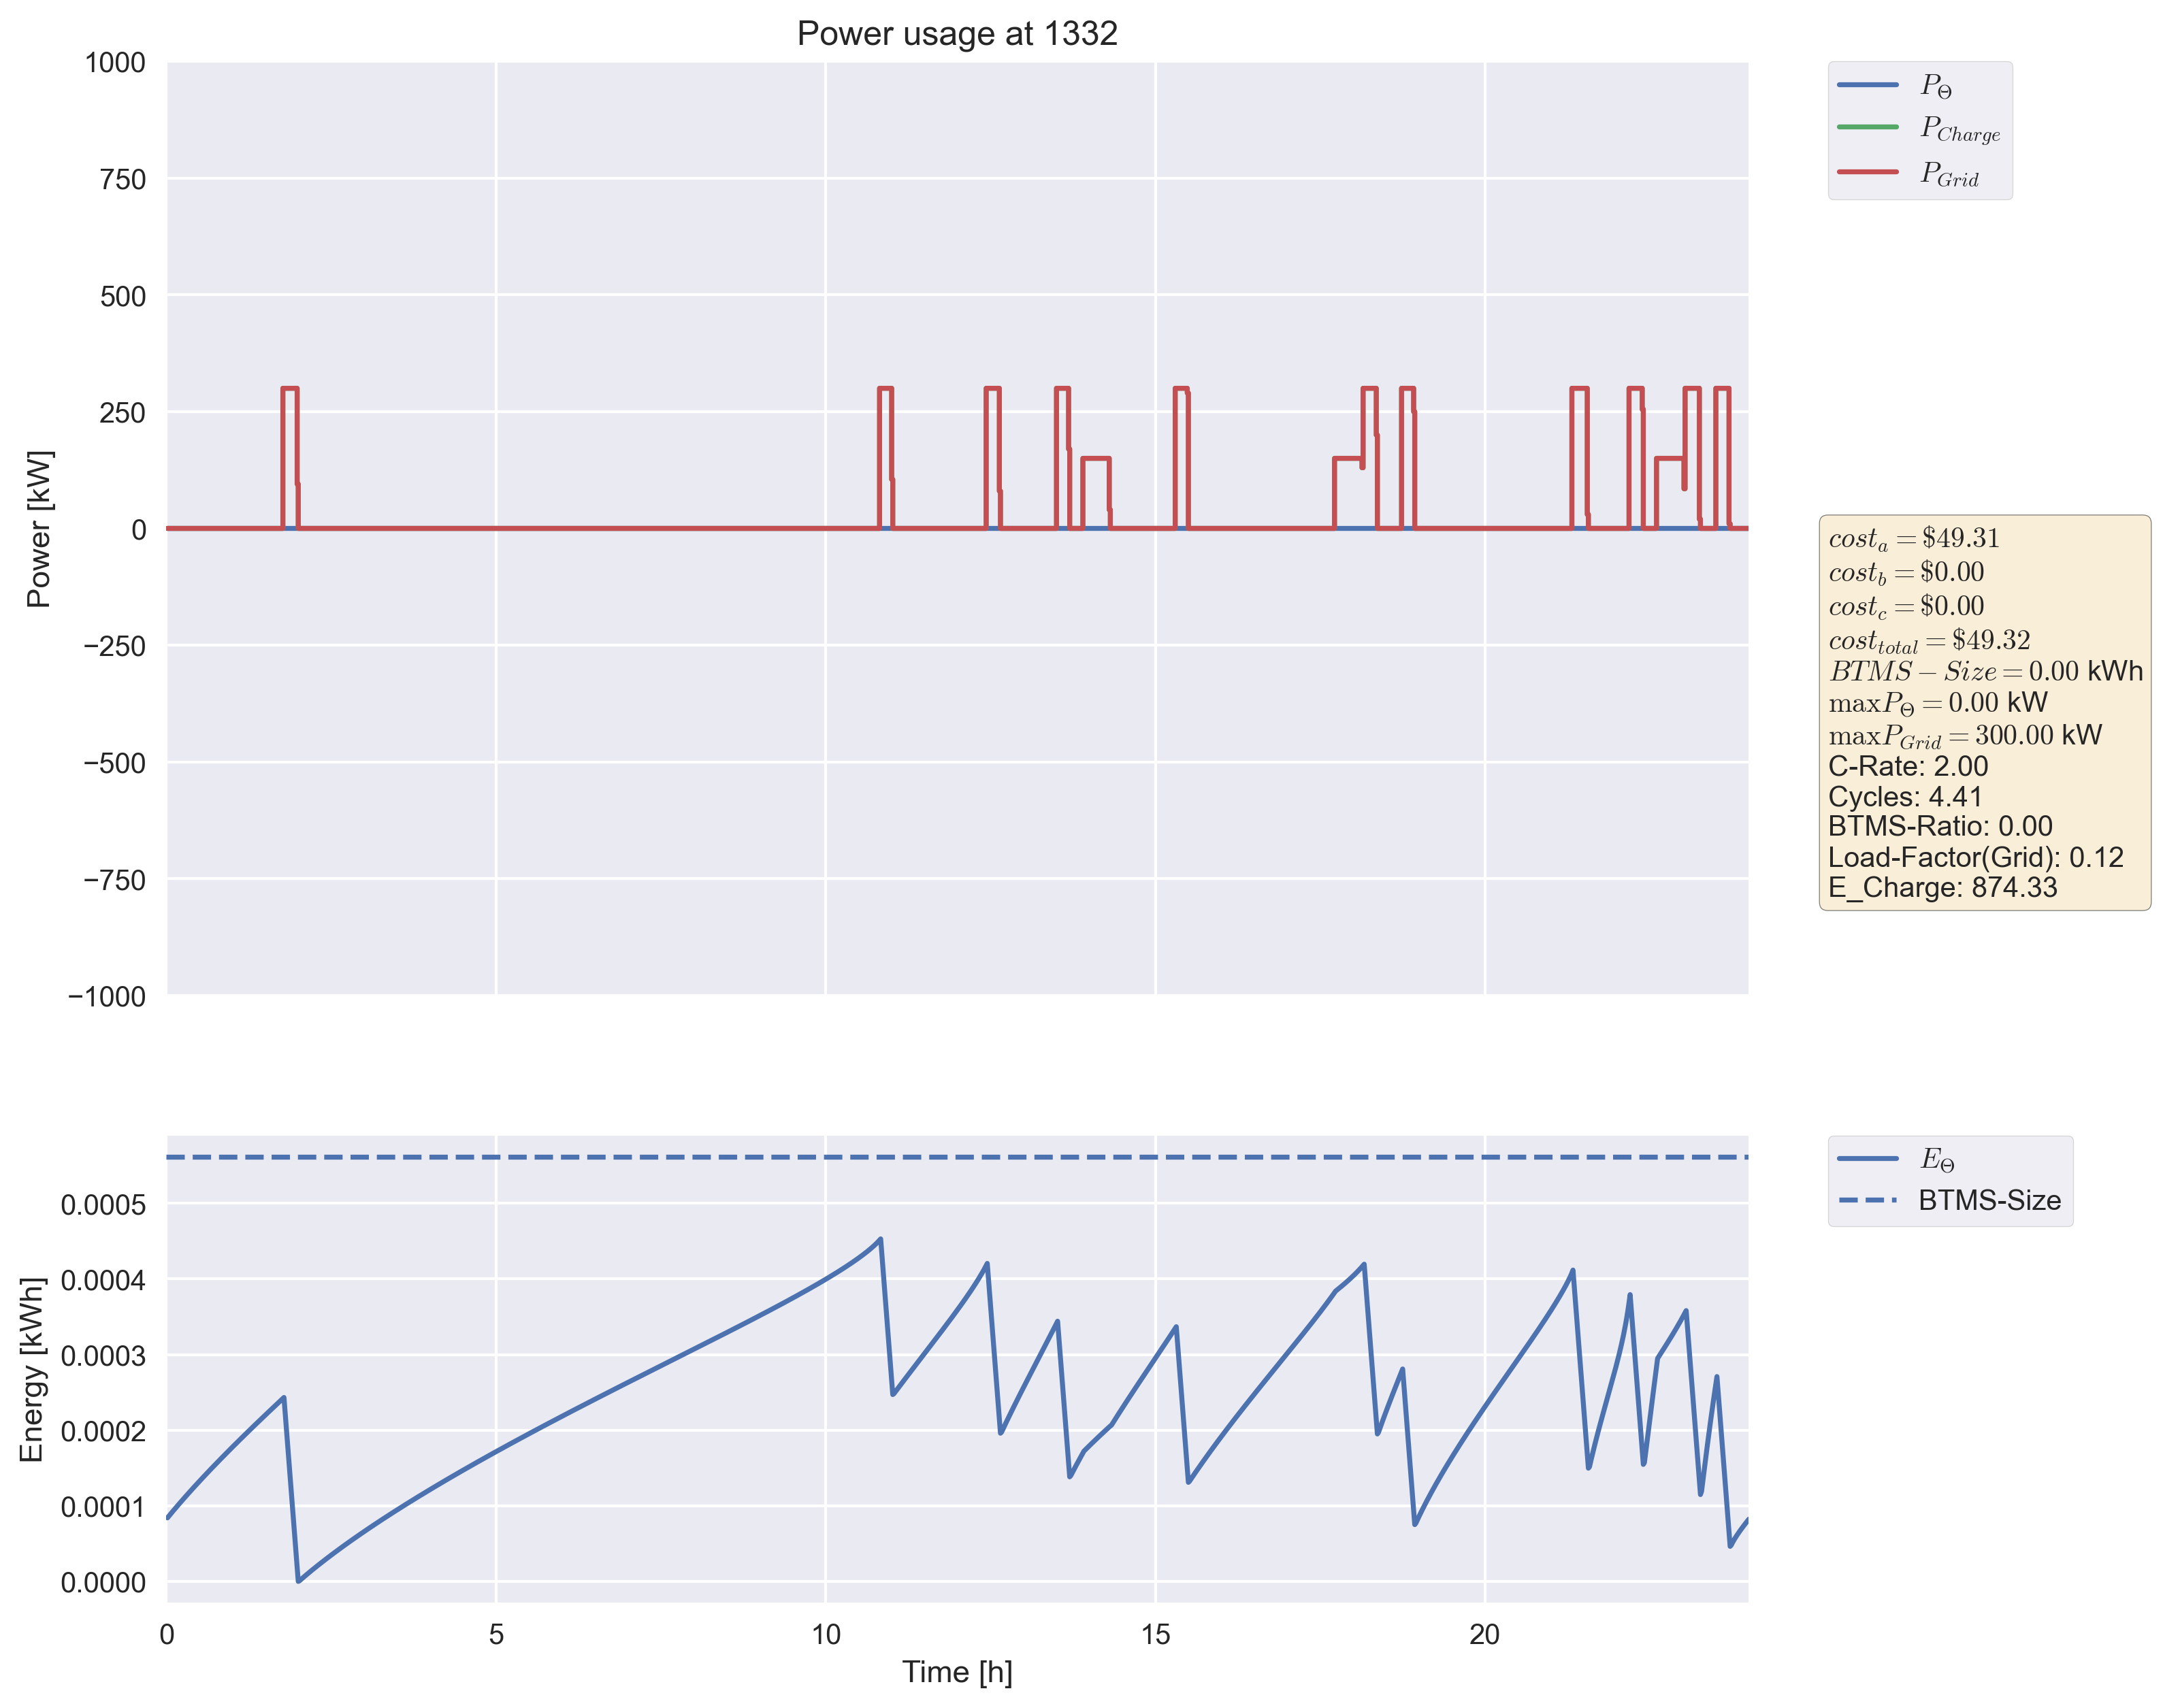 Power usage at 1332
1000
750
500
250
0
−250
−500
−750
−1000
Power [kW]
P_Θ
P_Charge
P_Grid
cost_a = $49.31
cost_b = $0.00
cost_c = $0.00
cost_total = $49.32
BTMS − Size = 0.00 kWh
maxP_Θ = 0.00 kW
maxP_Grid = 300.00 kW
C-Rate: 2.00
Cycles: 4.41
BTMS-Ratio: 0.00
Load-Factor(Grid): 0.12
E_Charge: 874.33
E_Θ
BTMS-Size
0.0005
0.0004
0.0003
0.0002
0.0001
0.0000
Energy [kWh]
0 5 10 15 20
Time [h]